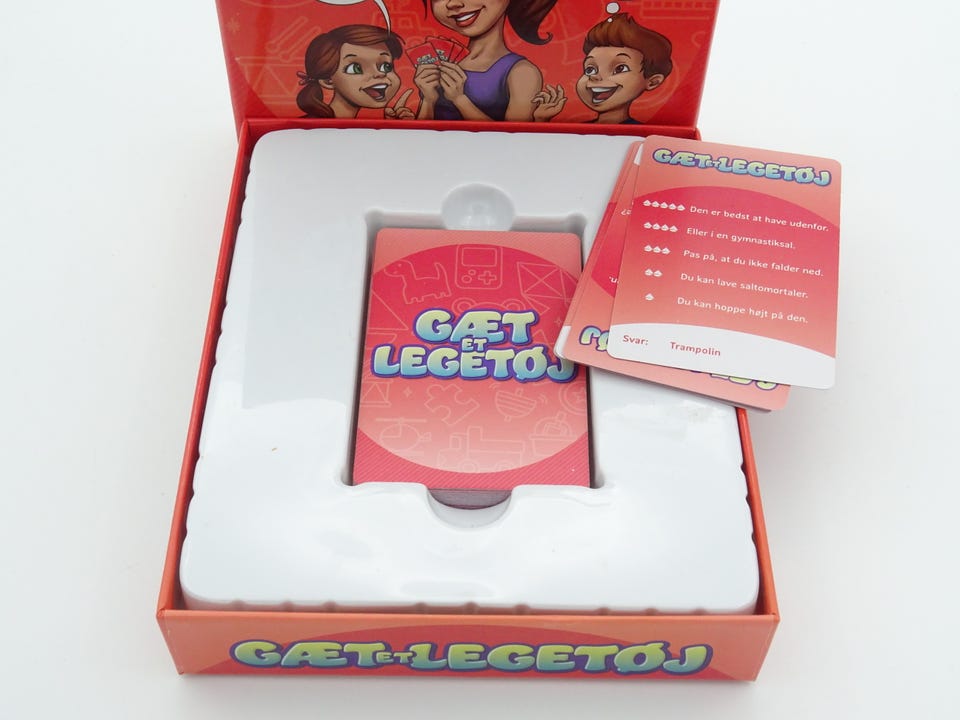 GÆT ET LEGETØJ
Den er bedst at have udenfor.
Eller i en gymnastiksal.
Pas på, at du ikke falder ned.
Du kan lave saltomortaler.
Du kan hoppe højt på den.
Svar: Trampolin
GÆT
ET
LEGETØJ
GÆT ET LEGETØJ